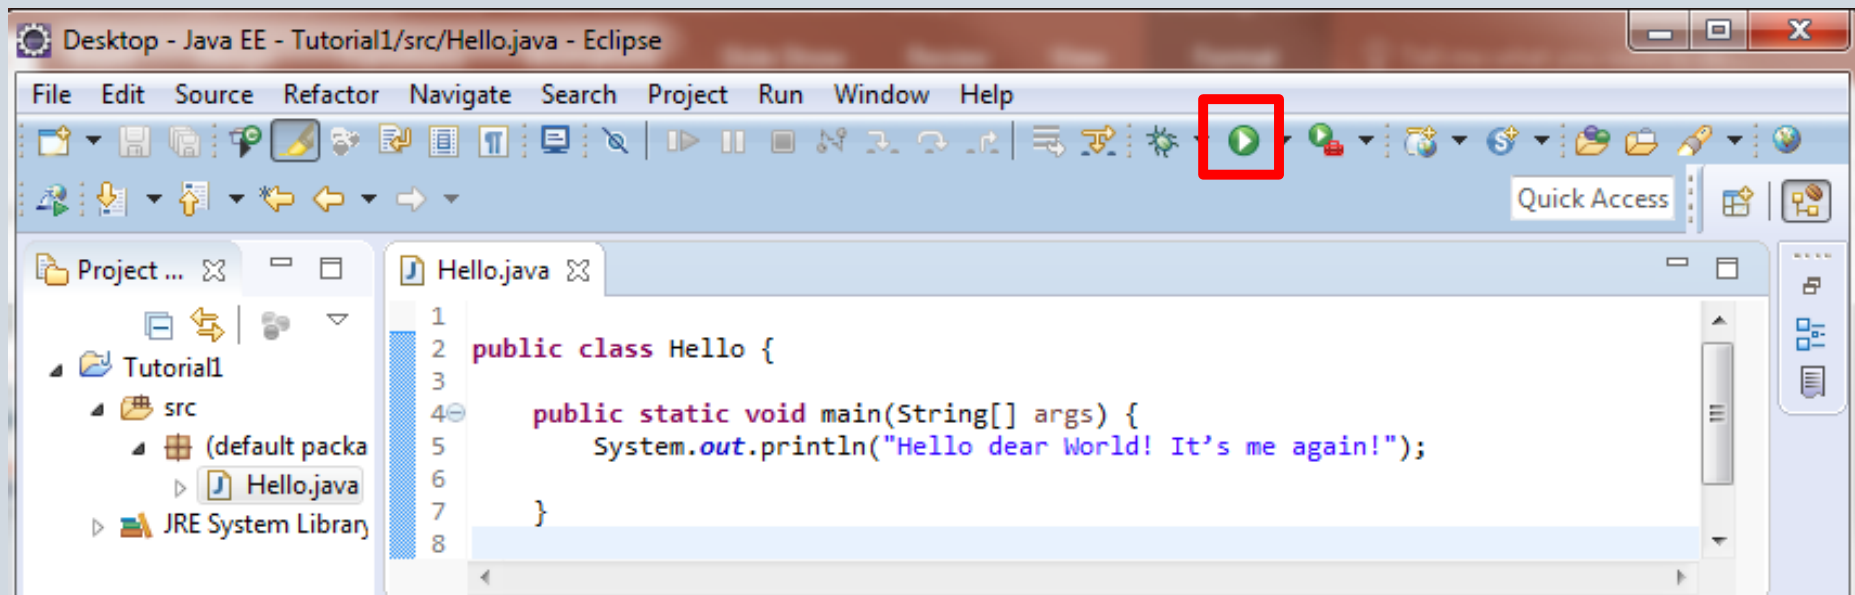 Desktop - Java EE - Tutorial1/src/Hello.java - Eclipse
File Edit Source Refactor Navigate Search Project Run Window Help
Quick Access
Project ...
Hello.java
Tutorial1
src
(default packa
Hello.java
JRE System Library
1
2 public class Hello {
3
4 public static void main(String[] args) {
5 System.out.println("Hello dear World! It’s me again!");
6
7 }
8